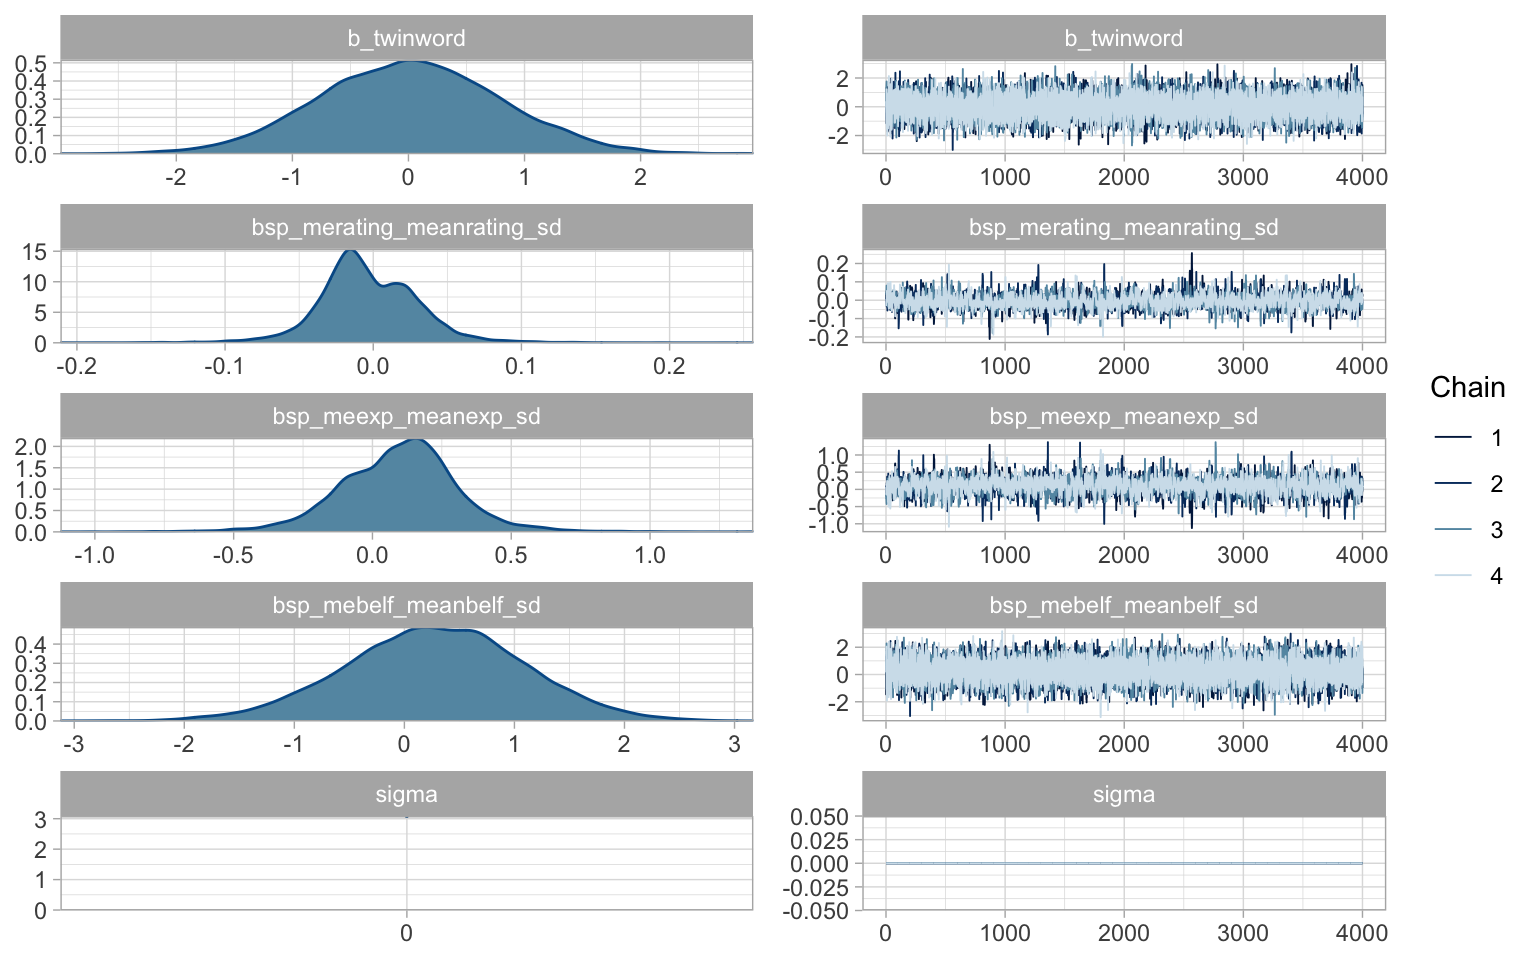 b_twinword
0.5
0.4
0.3
0.2
0.1
0.0
-2 -1 0 1 2
b_twinword
2
0
-2
0 1000 2000 3000 4000
bsp_merating_meanrating_sd
15
10
5
0
-0.2 -0.1 0.0 0.1 0.2
bsp_merating_meanrating_sd
0.2
0.1
0.0
-0.1
-0.2
0 1000 2000 3000 4000
bsp_meexp_meanexp_sd
2.0
1.5
1.0
0.5
0.0
-1.0 -0.5 0.0 0.5 1.0
bsp_meexp_meanexp_sd
1.0
0.5
0.0
-0.5
-1.0
0 1000 2000 3000 4000
bsp_mebelf_meanbelf_sd
0.4
0.3
0.2
0.1
0.0
-3 -2 -1 0 1 2 3
bsp_mebelf_meanbelf_sd
2
0
-2
0 1000 2000 3000 4000
sigma
3
2
1
0
0
sigma
0.050
0.025
0.000
-0.025
-0.050
0 1000 2000 3000 4000
Chain
1
2
3
4